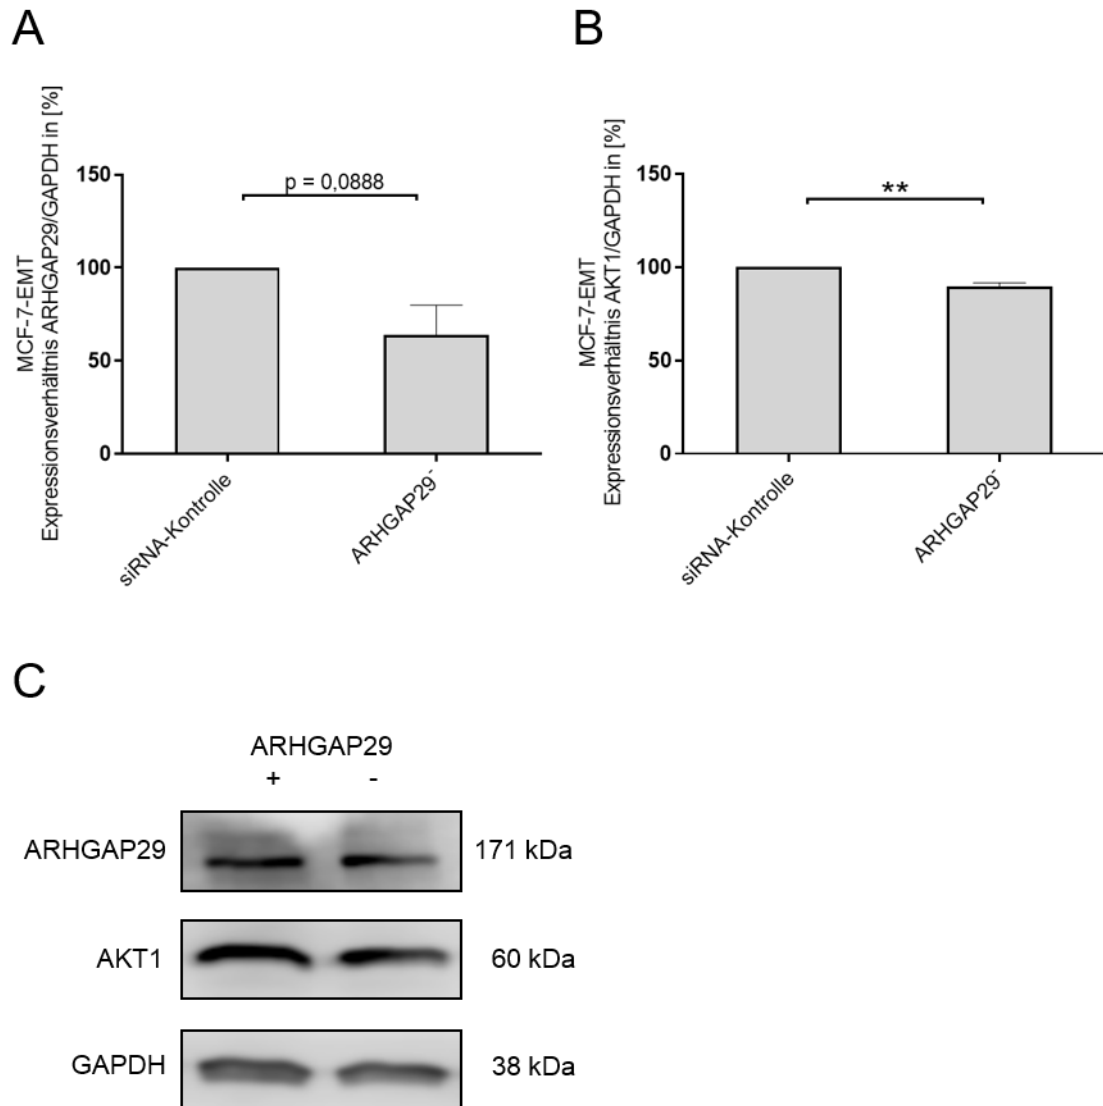 A
MCF-7-EMT
Expressionsverhältnis ARHGAP29/GAPDH in [%]
150
100
50
0
p = 0,0888
siRNA-Kontrolle
ARHGAP29⁻
B
MCF-7-EMT
Expressionsverhältnis AKT1/GAPDH in [%]
150
100
50
0
**
siRNA-Kontrolle
ARHGAP29⁻
C
ARHGAP29
+ -
ARHGAP29 171 kDa
AKT1 60 kDa
GAPDH 38 kDa